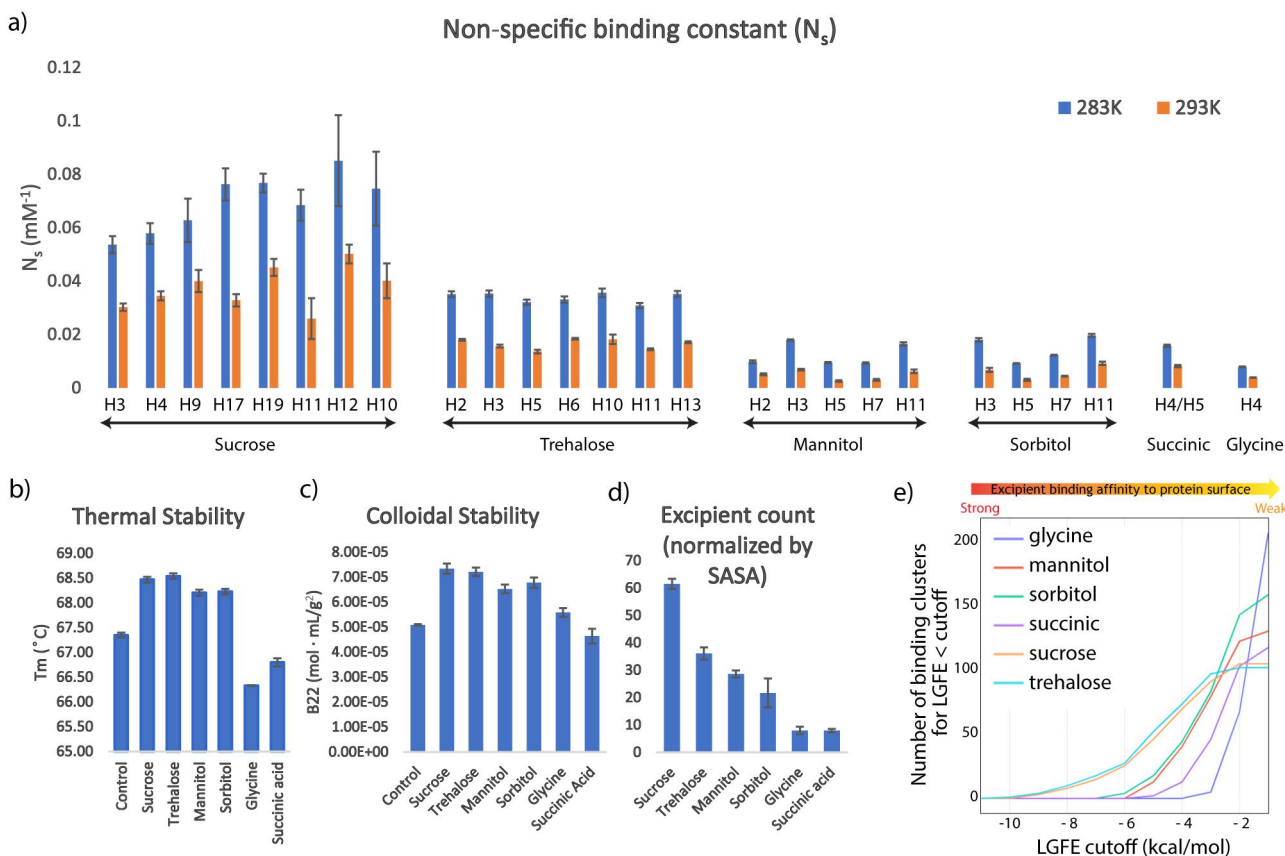 a)
Non-specific binding constant (Ns)
0.12
0.1
0.08
0.06
0.04
0.02
0
Ns (mM-1)
283K 293K
H3 H4 H9 H17 H19 H11 H12 H10 H2 H3 H5 H6 H10 H11 H13 H2 H3 H5 H7 H11 H3 H5 H7 H11 H4/H5 H4
Sucrose Trehalose Mannitol Sorbitol Succinic Glycine
b)
Thermal Stability
69.00
68.50
68.00
67.50
67.00
66.50
66.00
65.50
65.00
Tm (°C)
Control
Sucrose
Trehalose
Mannitol
Sorbitol
Glycine
Succinic acid
c)
Colloidal Stability
8.00E-05
7.00E-05
6.00E-05
5.00E-05
4.00E-05
3.00E-05
2.00E-05
1.00E-05
0.00E+00
B22 (mol · mL/g2)
Control
Sucrose
Trehalose
Mannitol
Sorbitol
Glycine
Succinic Acid
d)
Excipient count
(normalized by
SASA)
60
50
40
30
20
10
0
Sucrose
Trehalose
Mannitol
Sorbitol
Glycine
Succinic acid
e)
Excipient binding affinity to protein surface
Strong Weak
200
150
100
50
0
Number of binding clusters
for LGFE < cutoff
glycine
mannitol
sorbitol
succinic
sucrose
trehalose
-10 -8 -6 -4 -2
LGFE cutoff (kcal/mol)